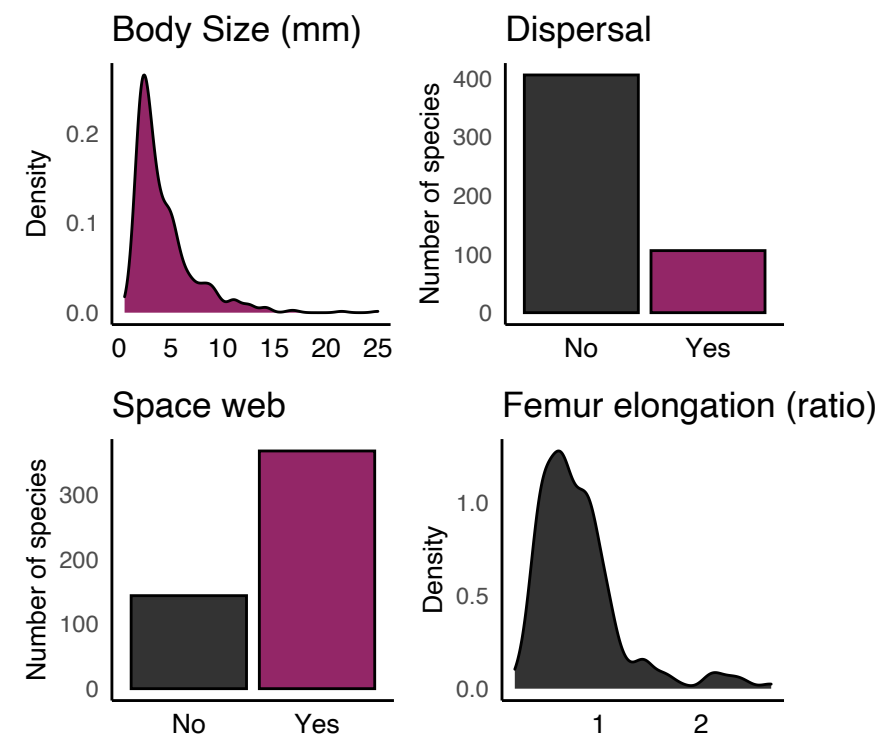 Body Size (mm)
Density
0.2
0.1
0.0
0 5 10 15 20 25
Dispersal
Number of species
400
300
200
100
0
No Yes
Space web
Number of species
300
200
100
0
No Yes
Femur elongation (ratio)
Density
1.0
0.5
0.0
1 2